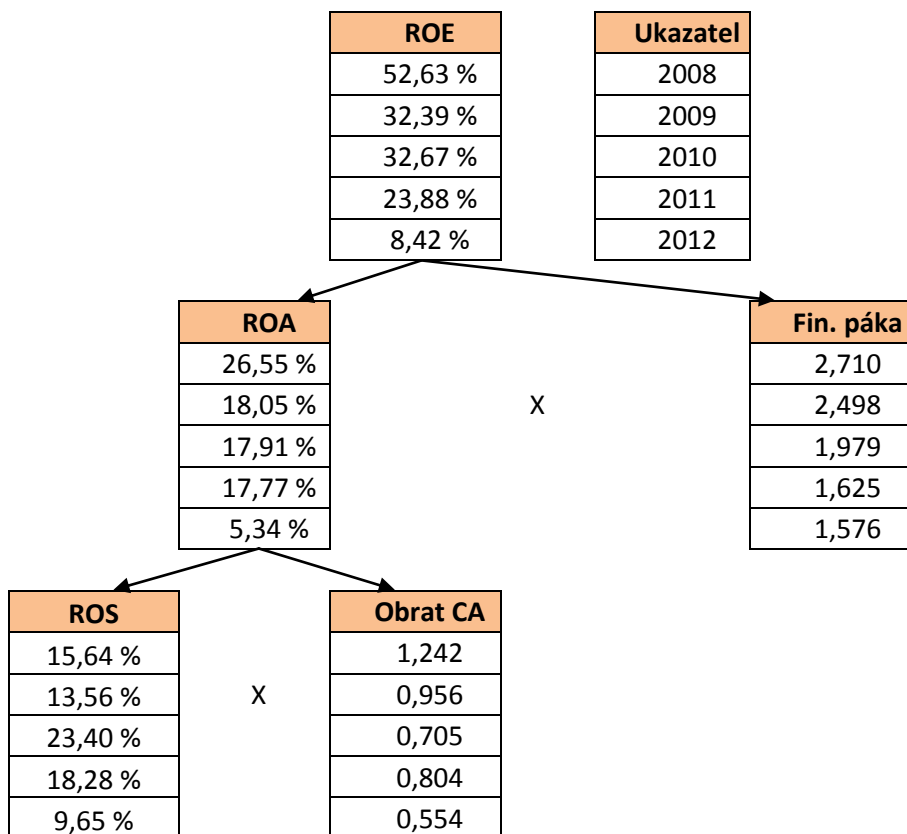 ROE Ukazatel
52,63 % 2008
32,39 % 2009
32,67 % 2010
23,88 % 2011
8,42 % 2012
ROA Fin. páka
26,55 % 2,710
18,05 % X 2,498
17,91 % 1,979
17,77 % 1,625
5,34 % 1,576
ROS Obrat CA
15,64 % 1,242
13,56 % X 0,956
23,40 % 0,705
18,28 % 0,804
9,65 % 0,554